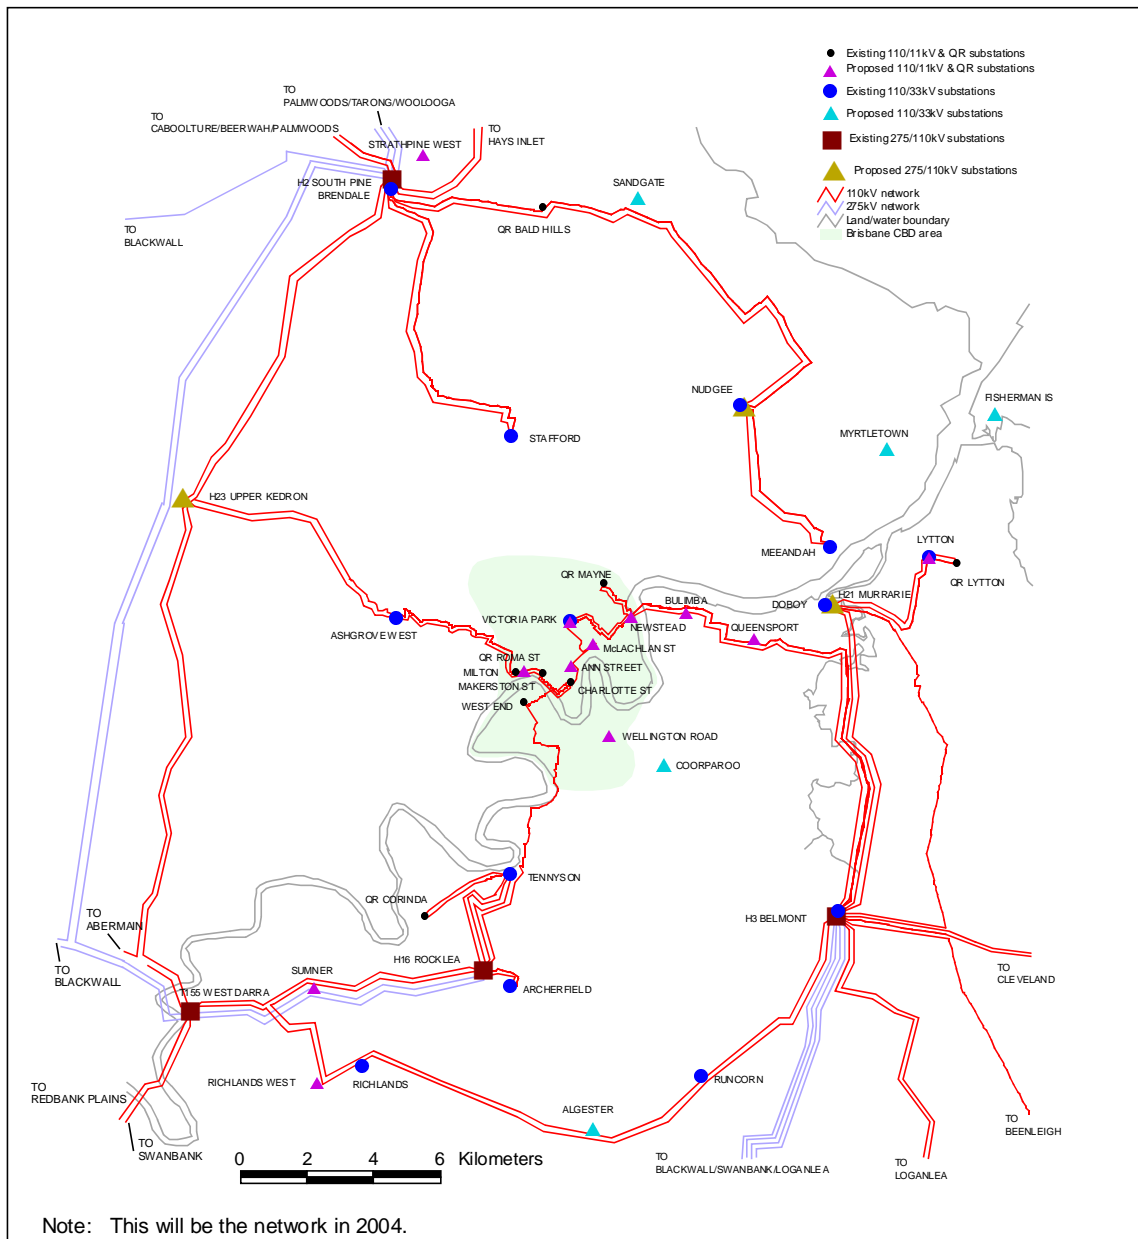 Existing 110/11kV & QR substations
Proposed 110/11kV & QR substations
Existing 110/33kV substations
Proposed 110/33kV substations
Existing 275/110kV substations
Proposed 275/110kV substations
110kV network
275kV network
Land/water boundary
Brisbane CBD area
TO
PALMWOODS/TARONG/WOOLOOGA
TO
CABOOLTURE/BEERWAH/PALMWOODS
TO
HAYS INLET
STRATHPINE WEST
H2 SOUTH PINE
BRENDALE
SANDGATE
QR BALD HILLS
TO
BLACKWALL
NUDGEE
FISHERMAN IS
STAFFORD
MYRTLETOWN
H23 UPPER KEDRON
MEEANDAH
LYTTON
QR LYTTON
QR MAYNE
BULIMBA
DOBOY
H21 MURRARIE
ASHGROVE WEST
VICTORIA PARK
NEWSTEAD
QUEENSPORT
McLACHLAN ST
QR ROMA ST
MILTON
ANN STREET
MAKERSTON ST
CHARLOTTE ST
WEST END
WELLINGTON ROAD
COORPAROO
TENNYSON
QR CORINDA
TO
ABERMAIN
H3 BELMONT
TO
BLACKWALL
SUMNER
H16 ROCKLEA
TO
CLEVELAND
T155 WEST DARRA
ARCHERFIELD
RICHLANDS WEST
RICHLANDS
RUNCORN
TO
REDBANK PLAINS
ALGESTER
TO
BEENLEIGH
TO
SWANBANK
TO
BLACKWALL/SWANBANK/LOGANLEA
TO
LOGANLEA
0 2 4 6 Kilometers
Note: This will be the network in 2004.